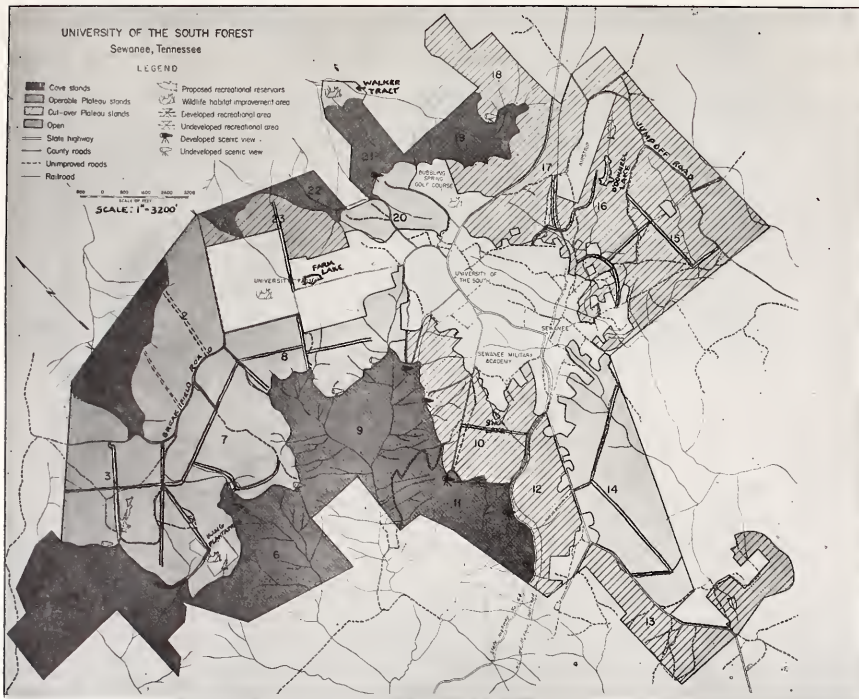 UNIVERSITY OF THE SOUTH FOREST
Sewanee, Tennessee
LEGEND
Cove stands
Operable Plateau stands
Cut-over Plateau stands
Open
State highway
County roads
Unimproved roads
Railroad
Proposed recreational reservoirs
Wildlife habitat improvement area
Developed recreational area
Undeveloped recreational area
Developed scenic view
Undeveloped scenic view
SCALE: 1"=3200'
WALKER
TRACT
18
19
21
BUBBLING
SPRING
GOLF COURSE
22
23
20
17
AIRSTRIP
JUMPOFF ROAD
16
15
FARM
LAKE
UNIVERSITY
UNIVERSITY OF
THE SOUTH
SEWANEE
SEWANEE MILITARY
ACADEMY
BREAKFIELD ROAD
8
7
9
3
10
LAKE
11
12
14
6
13